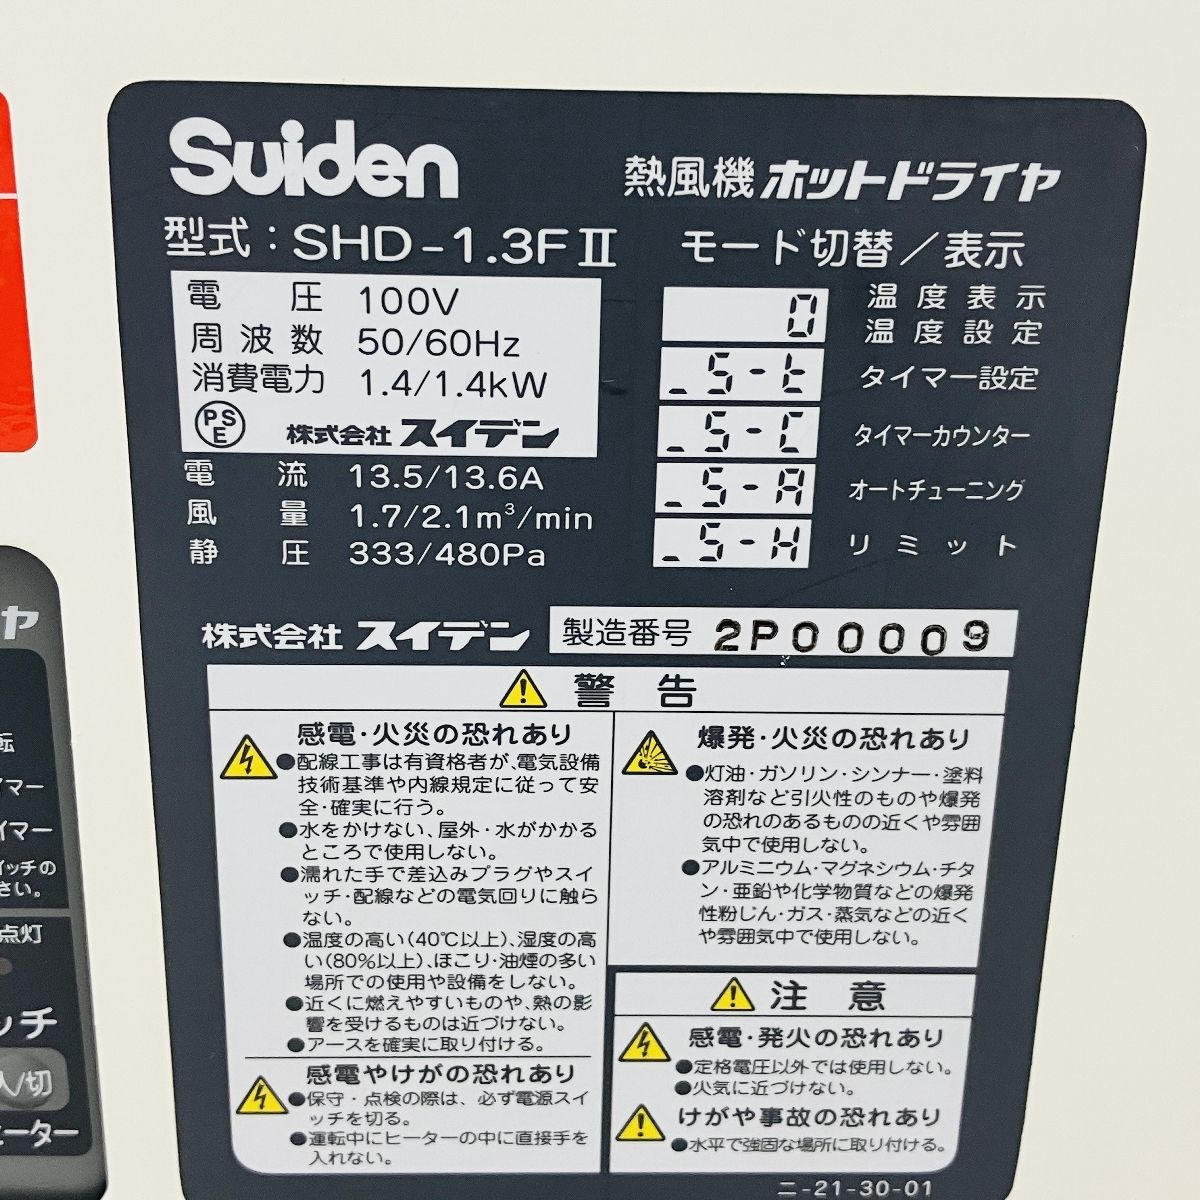 Suiden
熱風機 ホットドライヤ
型式：SHD-1.3FⅡ
電圧 100V
周波数 50/60Hz
消費電力 1.4/1.4kW
PSE 株式会社 スイデン
電流 13.5/13.6A
風量 1.7/2.1m³/min
静圧 333/480Pa
モード切替／表示
0 温度表示
温度設定
_S-t タイマー設定
_S-C タイマーカウンター
_S-A オートチューニング
_S-H リミット
株式会社 スイデン 製造番号 2P00009
警告
感電・火災の恐れあり
●配線工事は有資格者が、電気設備
技術基準や内線規定に従って安
全・確実に行う。
●水をかけない、屋外・水がかかる
ところで使用しない。
●濡れた手で差込みプラグやスイ
ッチ・配線などの電気回りに触ら
ない。
●温度の高い(40℃以上)、湿度の高
い(80％以上)、ほこり・油煙の多い
場所での使用や設備をしない。
●近くに燃えやすいものや、熱の影
響を受けるものは近づけない。
●アースを確実に取り付ける。
感電やけがの恐れあり
●保守・点検の際は、必ず電源スイ
ッチを切る。
●運転中にヒーターの中に直接手を
入れない。
爆発・火災の恐れあり
●灯油・ガソリン・シンナー・塗料
溶剤など引火性のものや爆発
の恐れのあるものの近くや雰囲
気中で使用しない。
●アルミニウム・マグネシウム・チタ
ン・亜鉛や化学物質などの爆発
性粉じん・ガス・蒸気などの近く
や雰囲気中で使用しない。
注意
感電・発火の恐れあり
●定格電圧以外では使用しない。
●火気に近づけない。
けがや事故の恐れあり
●水平で強固な場所に取り付ける。
ニ-21-30-01
ヤ
転
イマー
イマー
イッチの
さい。
点灯
ッチ
入/切
ヒーター